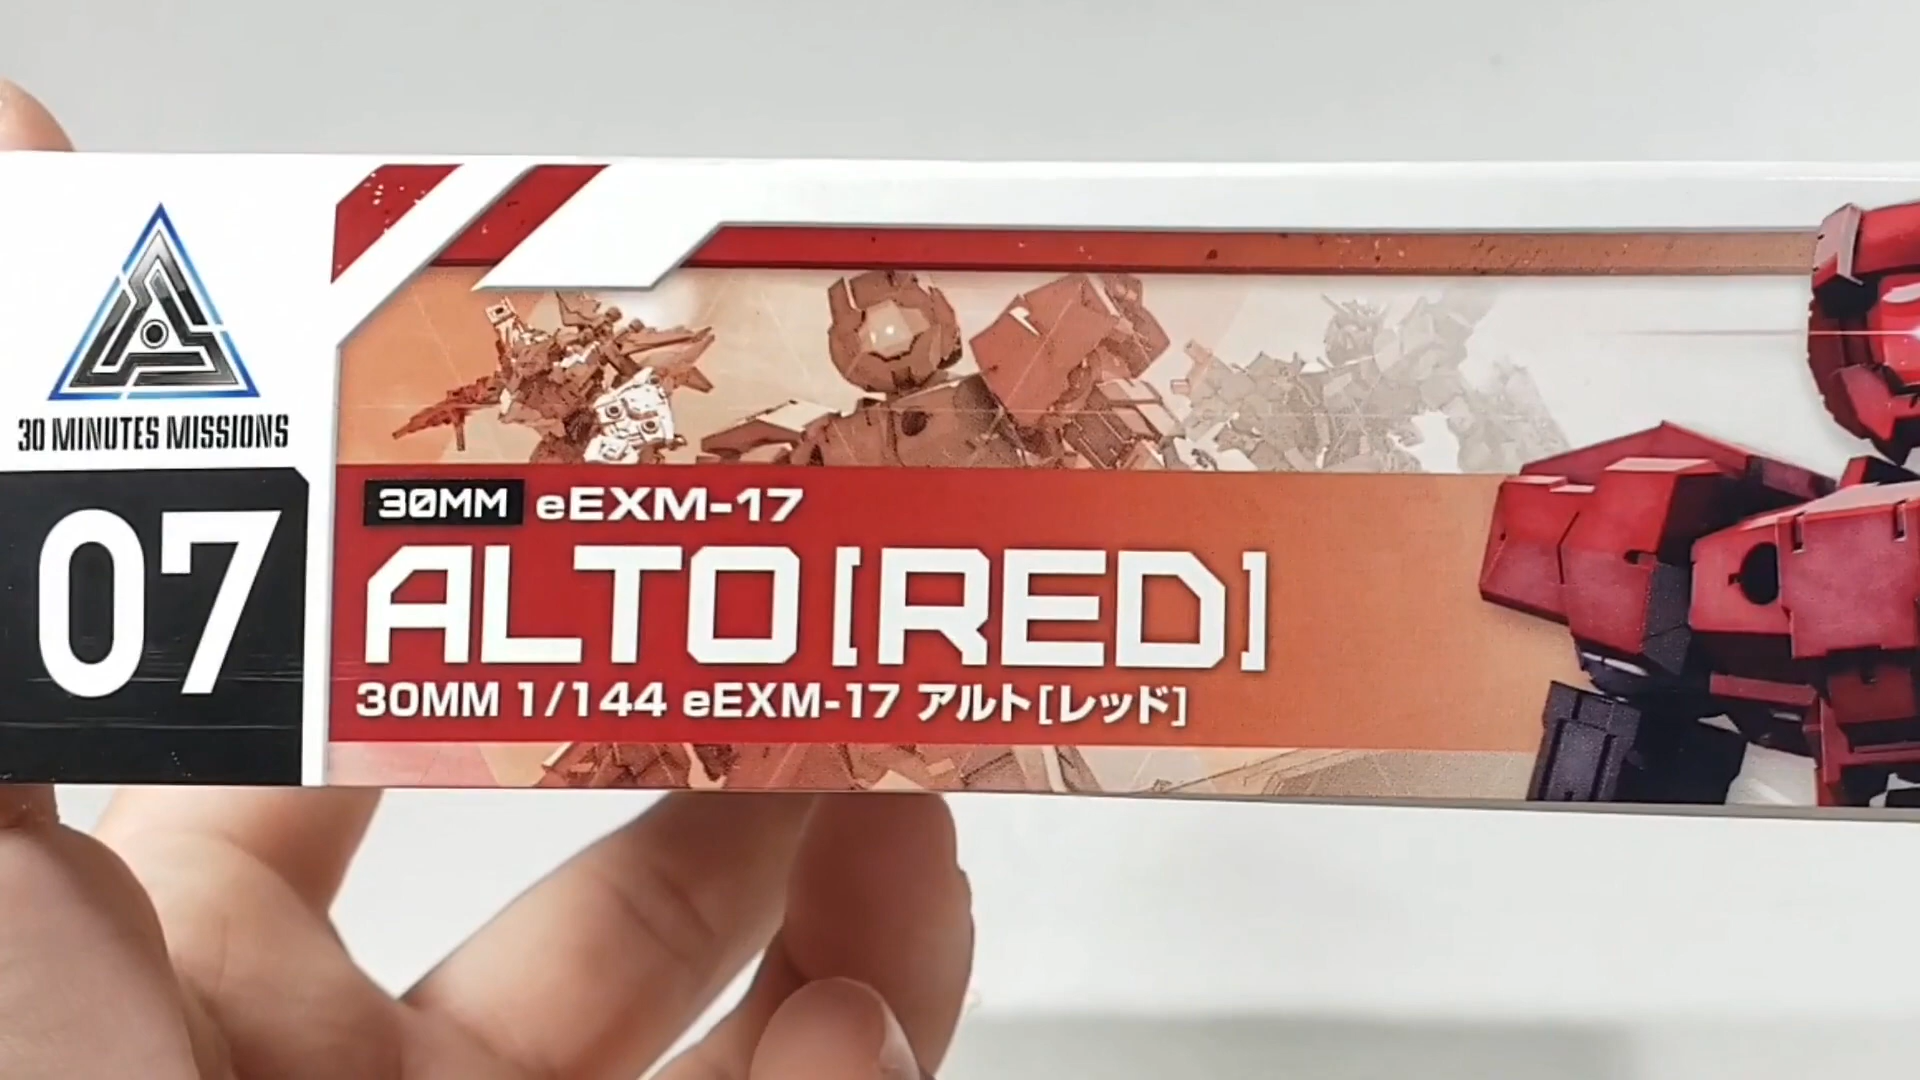 30 MINUTES MISSIONS
07
30MM eEXM-17
ALTO[RED]
30MM 1/144 eEXM-17 アルト[レッド]